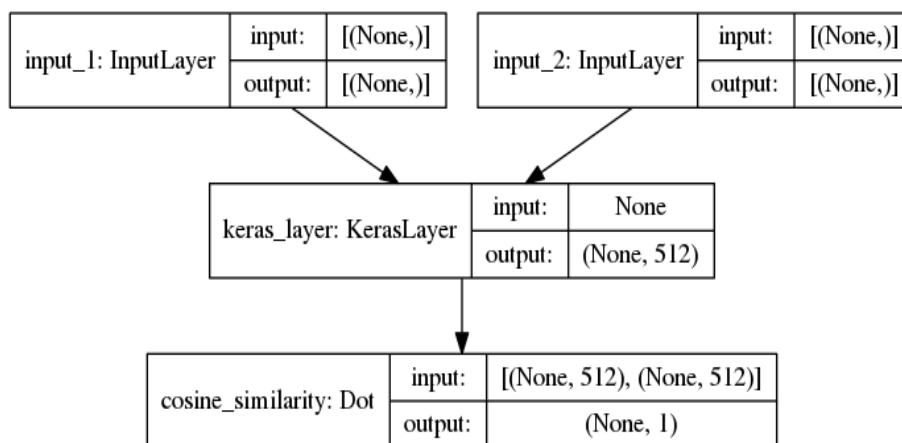 input_1: InputLayer
input: [(None,)]
output: [(None,)]
input_2: InputLayer
input: [(None,)]
output: [(None,)]
keras_layer: KerasLayer
input: None
output: (None, 512)
cosine_similarity: Dot
input: [(None, 512), (None, 512)]
output: (None, 1)